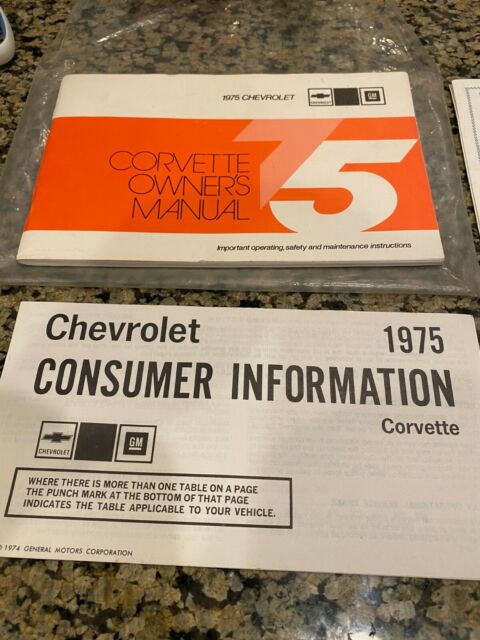 1975 CHEVROLET
CHEVROLET
GM
75
CORVETTE
OWNER'S
MANUAL
Important operating, safety and maintenance instructions
Chevrolet 1975
CONSUMER INFORMATION
Corvette
CHEVROLET
GM
WHERE THERE IS MORE THAN ONE TABLE ON A PAGE
THE PUNCH MARK AT THE BOTTOM OF THAT PAGE
INDICATES THE TABLE APPLICABLE TO YOUR VEHICLE.
©1974 GENERAL MOTORS CORPORATION